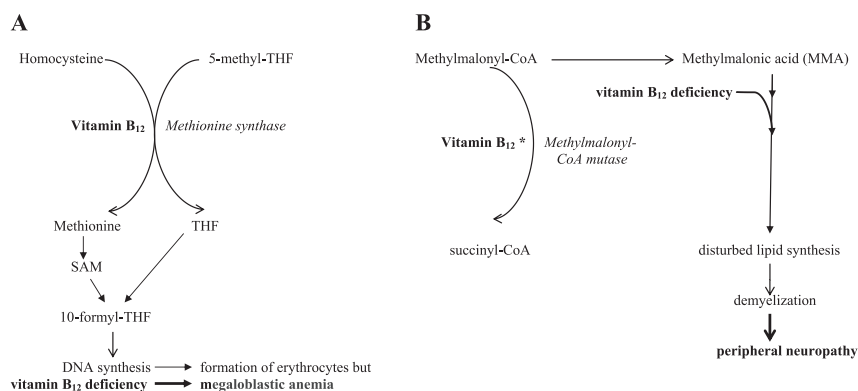 A
Homocysteine
5-methyl-THF
Vitamin B12
Methionine synthase
Methionine
THF
SAM
10-formyl-THF
DNA synthesis
formation of erythrocytes but
vitamin B12 deficiency
megaloblastic anemia
B
Methylmalonyl-CoA
Methylmalonic acid (MMA)
vitamin B12 deficiency
Vitamin B12 *
Methylmalonyl-
CoA mutase
succinyl-CoA
disturbed lipid synthesis
demyelization
peripheral neuropathy